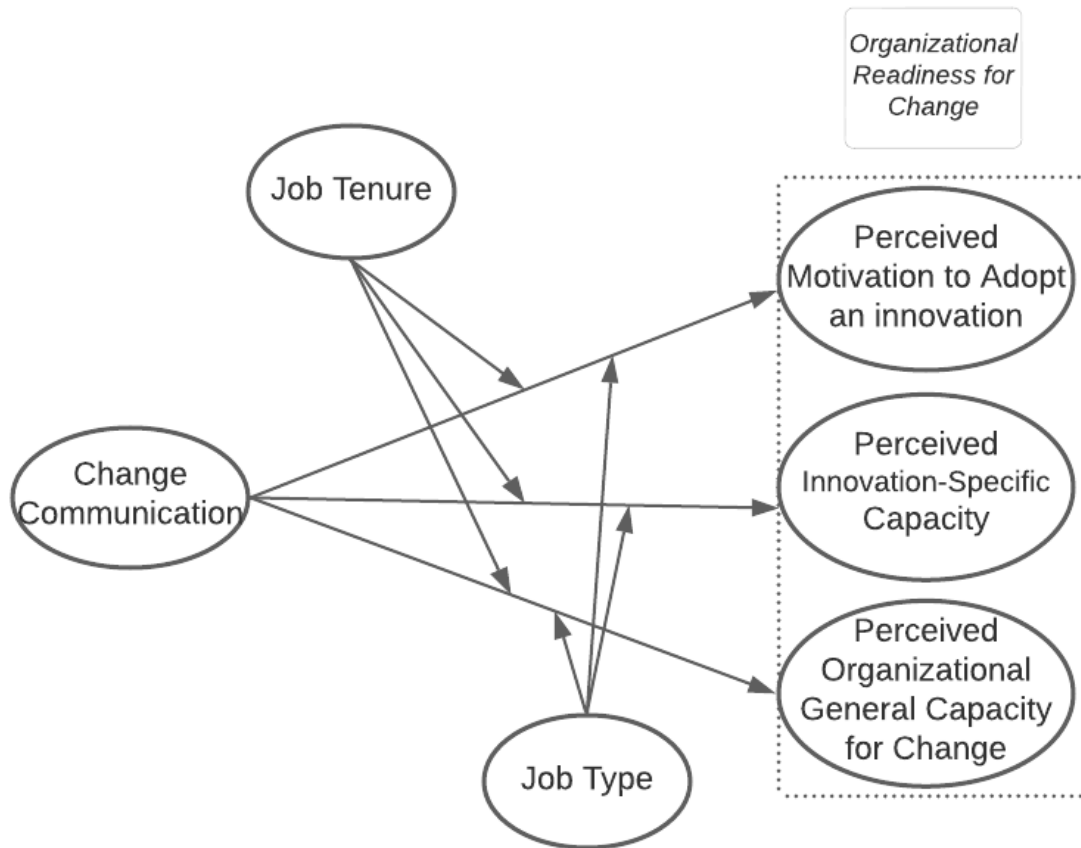 Organizational
Readiness for
Change
Job Tenure
Perceived
Motivation to Adopt
an innovation
Change
Communication
Perceived
Innovation-Specific
Capacity
Perceived
Organizational
General Capacity
for Change
Job Type